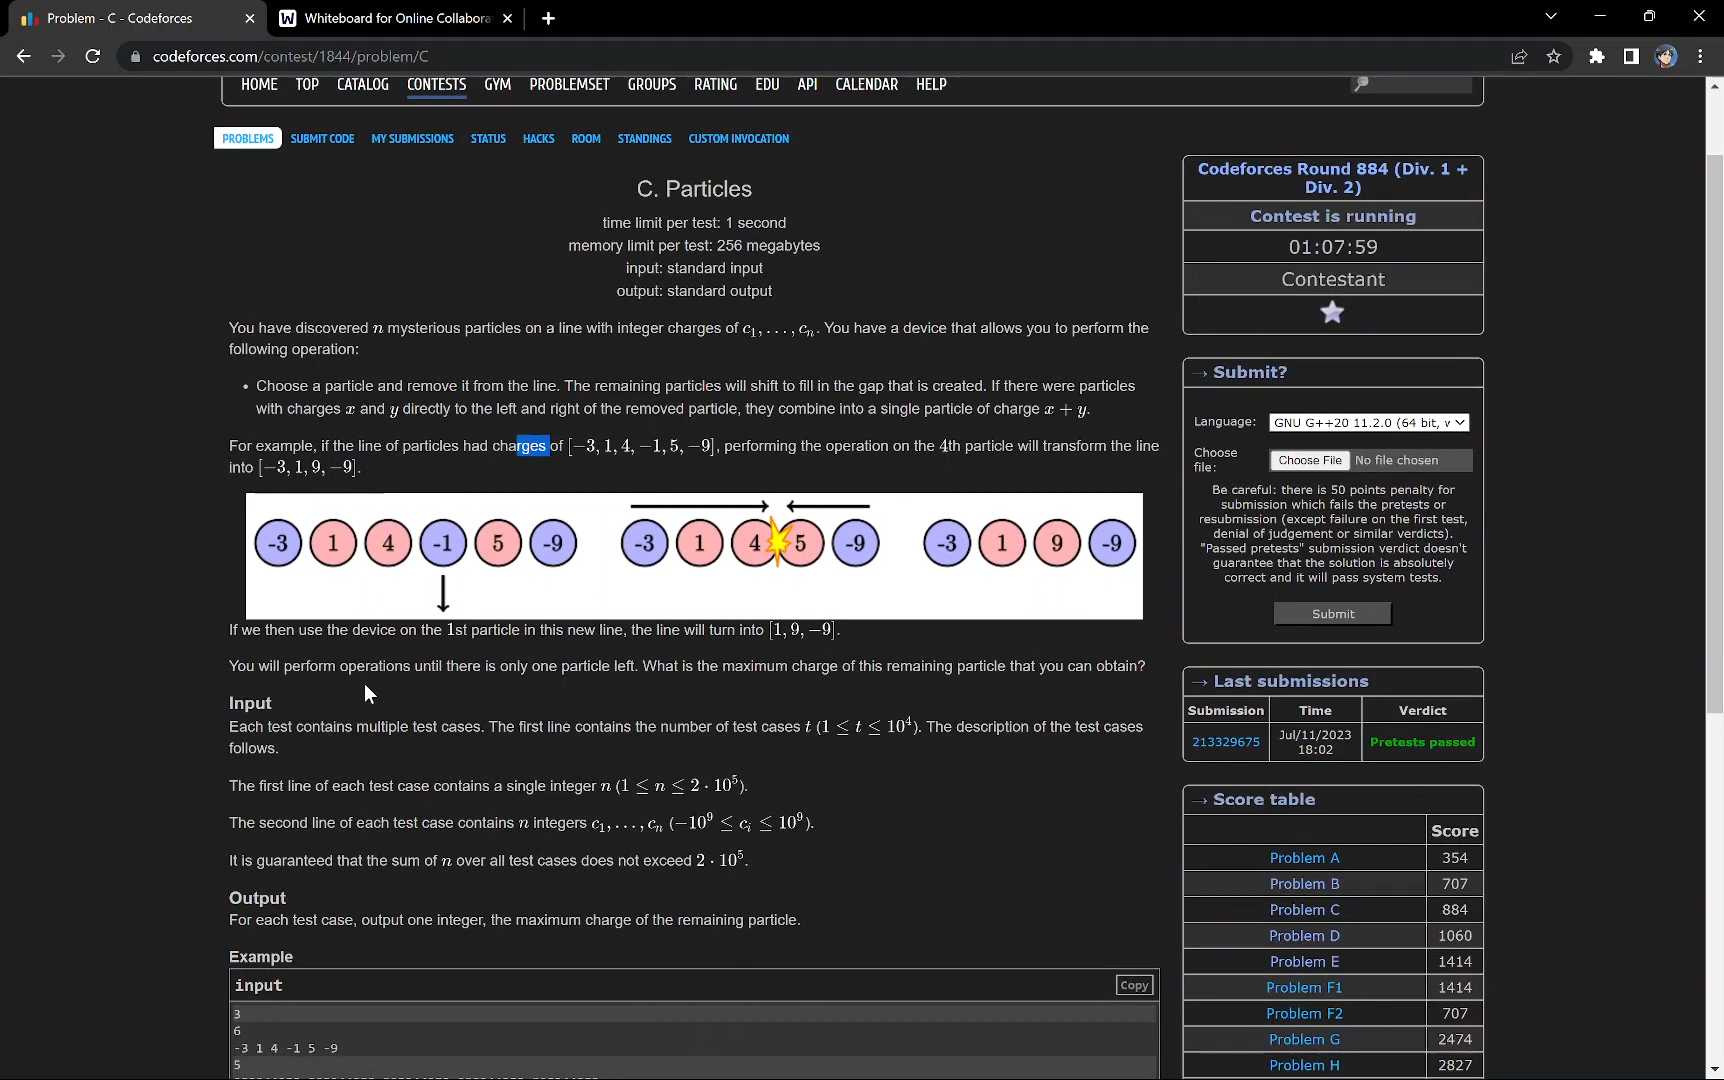 Problem - C - Codeforces
Whiteboard for Online Collabora
codeforces.com/contest/1844/problem/C
HOME TOP CATALOG CONTESTS GYM PROBLEMSET GROUPS RATING EDU API CALENDAR HELP
PROBLEMS SUBMIT CODE MY SUBMISSIONS STATUS HACKS ROOM STANDINGS CUSTOM INVOCATION
C. Particles
time limit per test: 1 second
memory limit per test: 256 megabytes
input: standard input
output: standard output
You have discovered n mysterious particles on a line with integer charges of c₁, . . . , cₙ. You have a device that allows you to perform the
following operation:
• Choose a particle and remove it from the line. The remaining particles will shift to fill in the gap that is created. If there were particles
with charges x and y directly to the left and right of the removed particle, they combine into a single particle of charge x + y.
For example, if the line of particles had charges of [−3, 1, 4, −1, 5, −9], performing the operation on the 4th particle will transform the line
into [−3, 1, 9, −9].
-3 1 4 -1 5 -9 -3 1 4 5 -9 -3 1 9 -9
If we then use the device on the 1st particle in this new line, the line will turn into [1, 9, −9].
You will perform operations until there is only one particle left. What is the maximum charge of this remaining particle that you can obtain?
Input
Each test contains multiple test cases. The first line contains the number of test cases t (1 ≤ t ≤ 10⁴). The description of the test cases
follows.
The first line of each test case contains a single integer n (1 ≤ n ≤ 2 · 10⁵).
The second line of each test case contains n integers c₁, . . . , cₙ (−10⁹ ≤ cᵢ ≤ 10⁹).
It is guaranteed that the sum of n over all test cases does not exceed 2 · 10⁵.
Output
For each test case, output one integer, the maximum charge of the remaining particle.
Example
input
Copy
3
6
-3 1 4 -1 5 -9
5
Codeforces Round 884 (Div. 1 +
Div. 2)
Contest is running
01:07:59
Contestant
→ Submit?
Language: GNU G++20 11.2.0 (64 bit, v
Choose
file:
Choose File No file chosen
Be careful: there is 50 points penalty for
submission which fails the pretests or
resubmission (except failure on the first test,
denial of judgement or similar verdicts).
"Passed pretests" submission verdict doesn't
guarantee that the solution is absolutely
correct and it will pass system tests.
Submit
→ Last submissions
Submission Time Verdict
213329675 Jul/11/2023 18:02 Pretests passed
→ Score table
Score
Problem A 354
Problem B 707
Problem C 884
Problem D 1060
Problem E 1414
Problem F1 1414
Problem F2 707
Problem G 2474
Problem H 2827